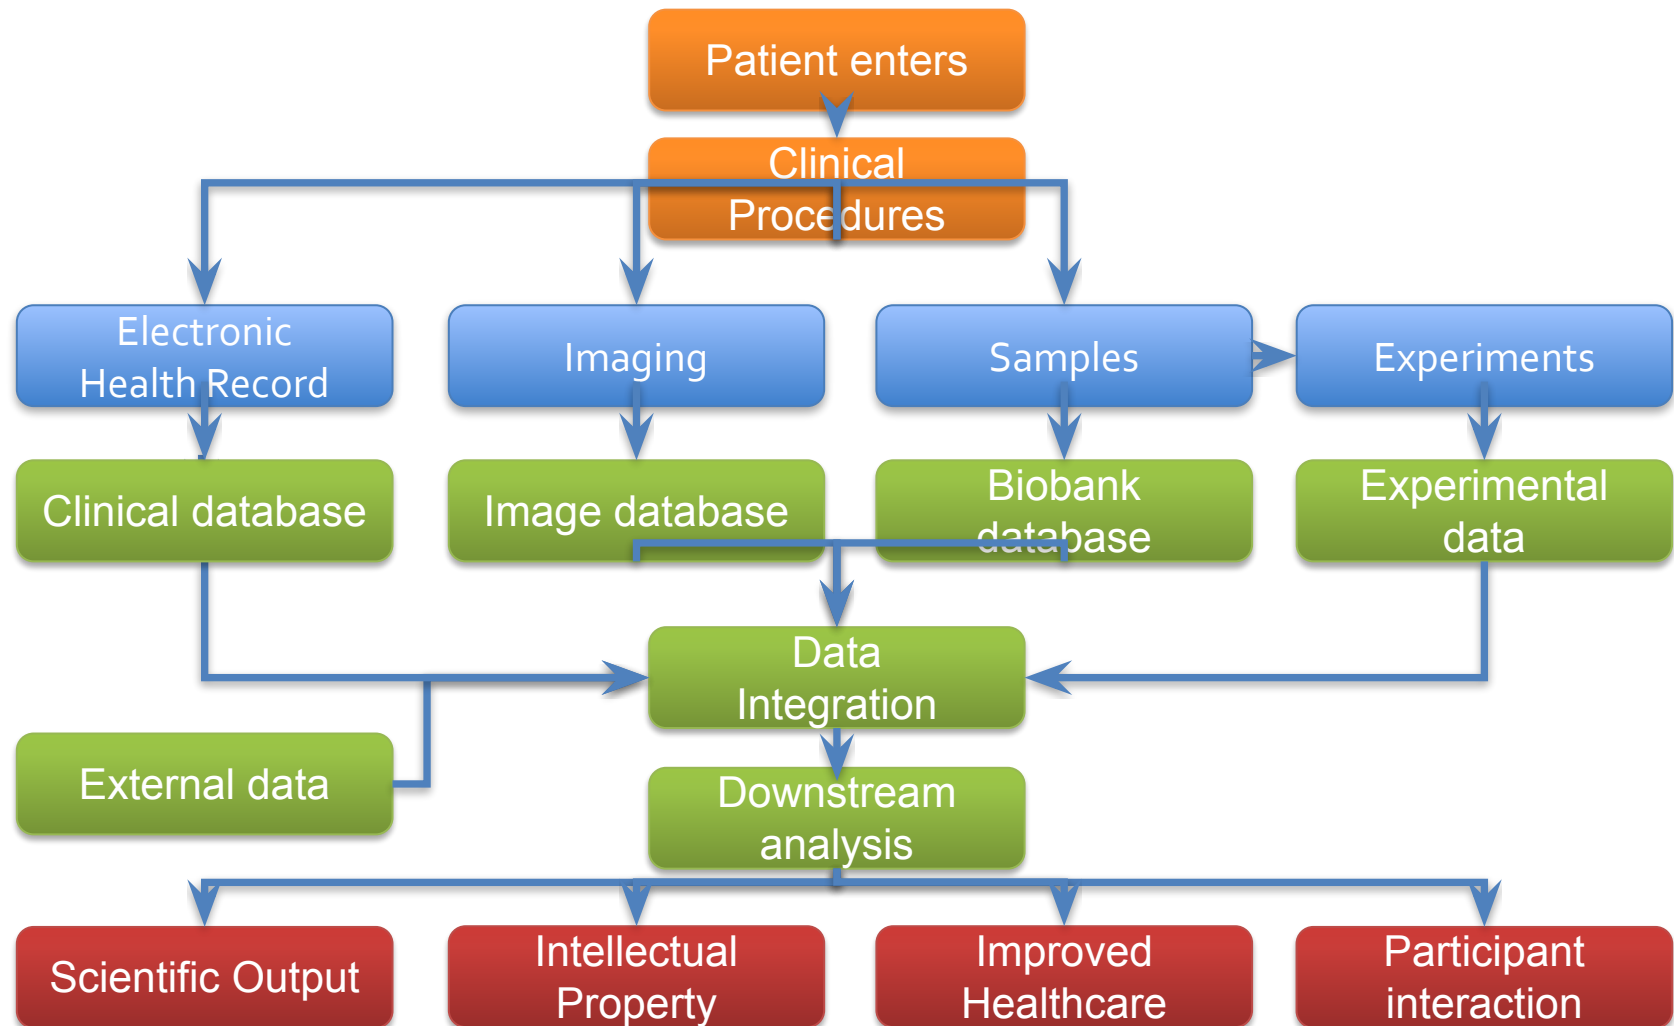 Patient enters
Clinical
Procedures
Electronic
Health Record
Imaging
Samples
Experiments
Clinical database
Image database
Biobank
database
Experimental
data
Data
Integration
External data
Downstream
analysis
Scientific Output
Intellectual
Property
Improved
Healthcare
Participant
interaction